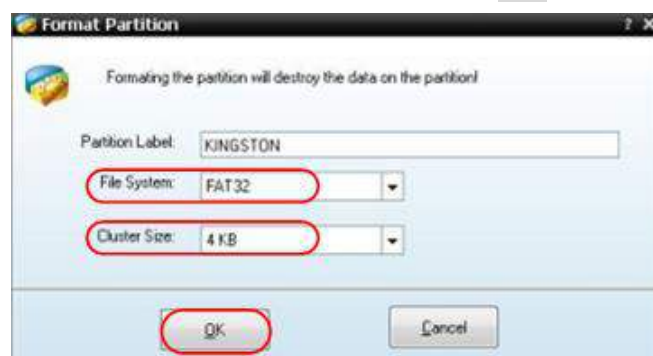 Format Partition
Formating the partition will destroy the data on the partition!
Partition Label: KINGSTON
File System: FAT32
Cluster Size: 4 KB
OK Cancel